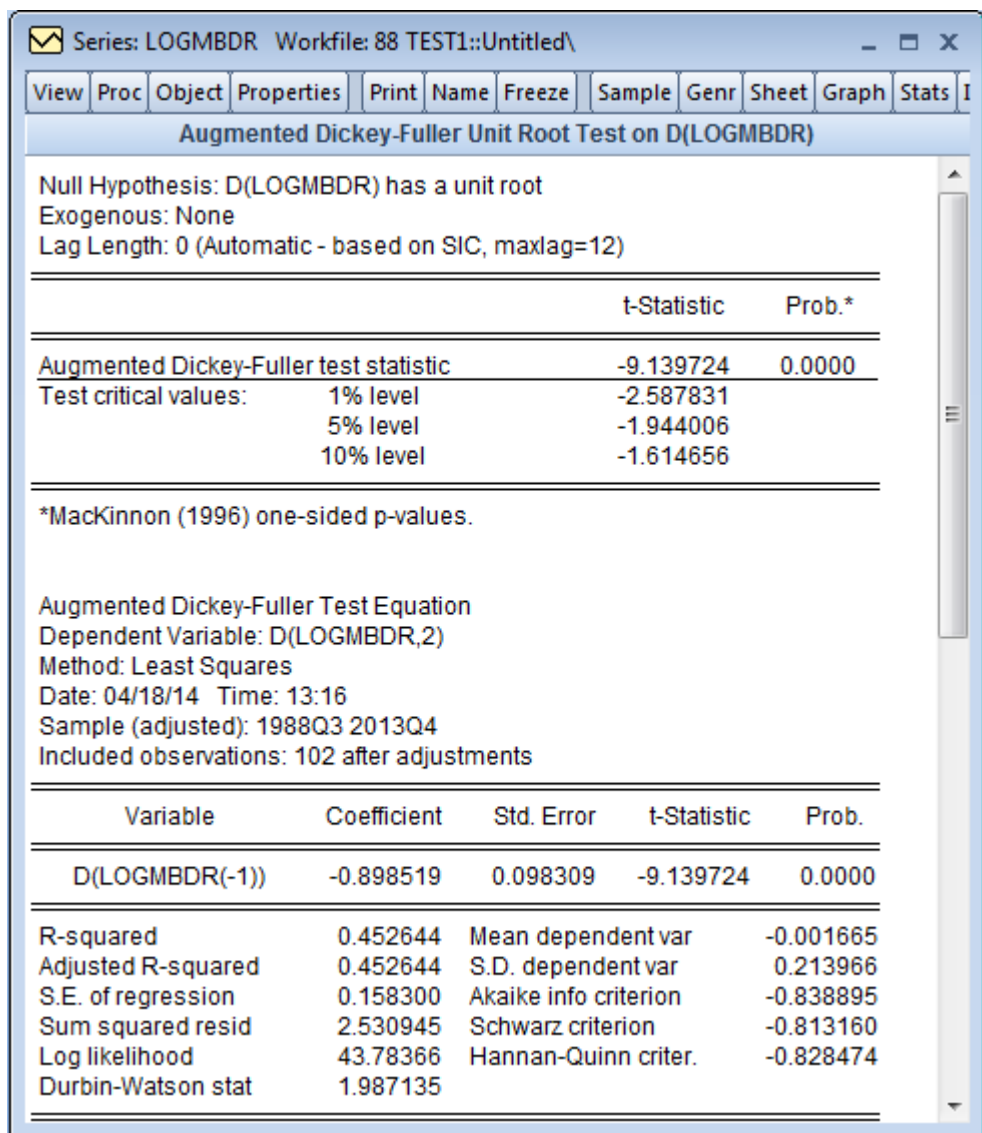 Series: LOGMBDR Workfile: 88 TEST1::Untitled\
View Proc Object Properties Print Name Freeze Sample Genr Sheet Graph Stats I
Augmented Dickey-Fuller Unit Root Test on D(LOGMBDR)
Null Hypothesis: D(LOGMBDR) has a unit root
Exogenous: None
Lag Length: 0 (Automatic - based on SIC, maxlag=12)
t-Statistic Prob.*
Augmented Dickey-Fuller test statistic -9.139724 0.0000
Test critical values: 1% level -2.587831
5% level -1.944006
10% level -1.614656
*MacKinnon (1996) one-sided p-values.
Augmented Dickey-Fuller Test Equation
Dependent Variable: D(LOGMBDR,2)
Method: Least Squares
Date: 04/18/14 Time: 13:16
Sample (adjusted): 1988Q3 2013Q4
Included observations: 102 after adjustments
Variable Coefficient Std. Error t-Statistic Prob.
D(LOGMBDR(-1)) -0.898519 0.098309 -9.139724 0.0000
R-squared 0.452644 Mean dependent var -0.001665
Adjusted R-squared 0.452644 S.D. dependent var 0.213966
S.E. of regression 0.158300 Akaike info criterion -0.838895
Sum squared resid 2.530945 Schwarz criterion -0.813160
Log likelihood 43.78366 Hannan-Quinn criter. -0.828474
Durbin-Watson stat 1.987135